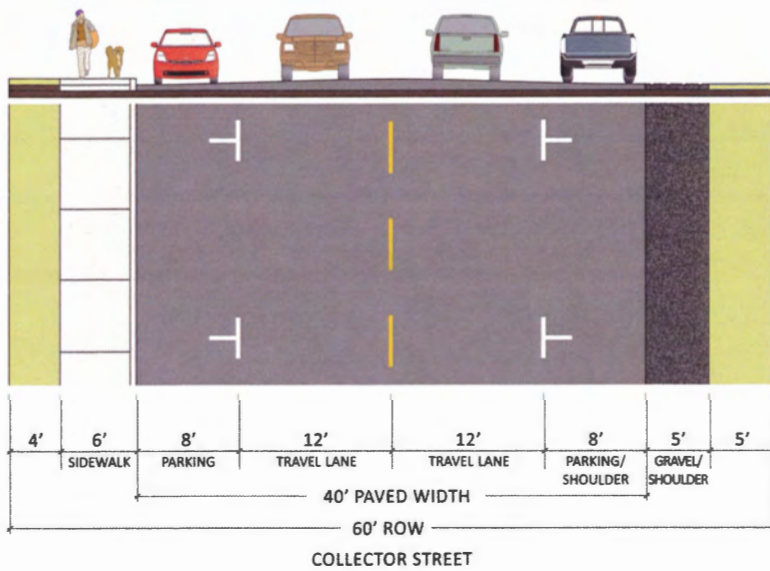 4' 6' 8' 12' 12' 8' 5' 5'
SIDEWALK PARKING TRAVEL LANE TRAVEL LANE PARKING/ GRAVEL/
SHOULDER SHOULDER
40' PAVED WIDTH
60' ROW
COLLECTOR STREET